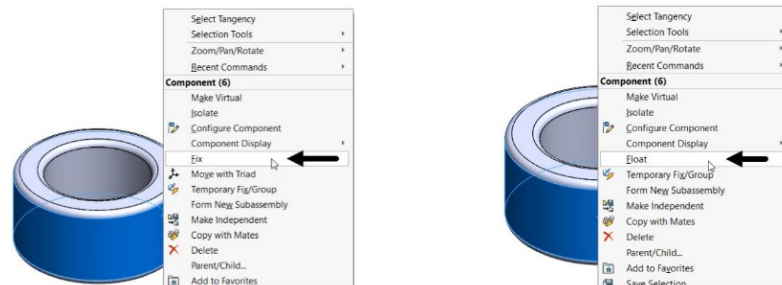 Select Tangency
Selection Tools
Zoom/Pan/Rotate
Recent Commands
Component (6)
Make Virtual
Isolate
Configure Component
Component Display
Fix
Move with Triad
Temporary Fix/Group
Form New Subassembly
Make Independent
Copy with Mates
Delete
Parent/Child...
Add to Favorites
Select Tangency
Selection Tools
Zoom/Pan/Rotate
Recent Commands
Component (6)
Make Virtual
Isolate
Configure Component
Component Display
Float
Temporary Fix/Group
Form New Subassembly
Make Independent
Copy with Mates
Delete
Parent/Child...
Add to Favorites
Save Selection